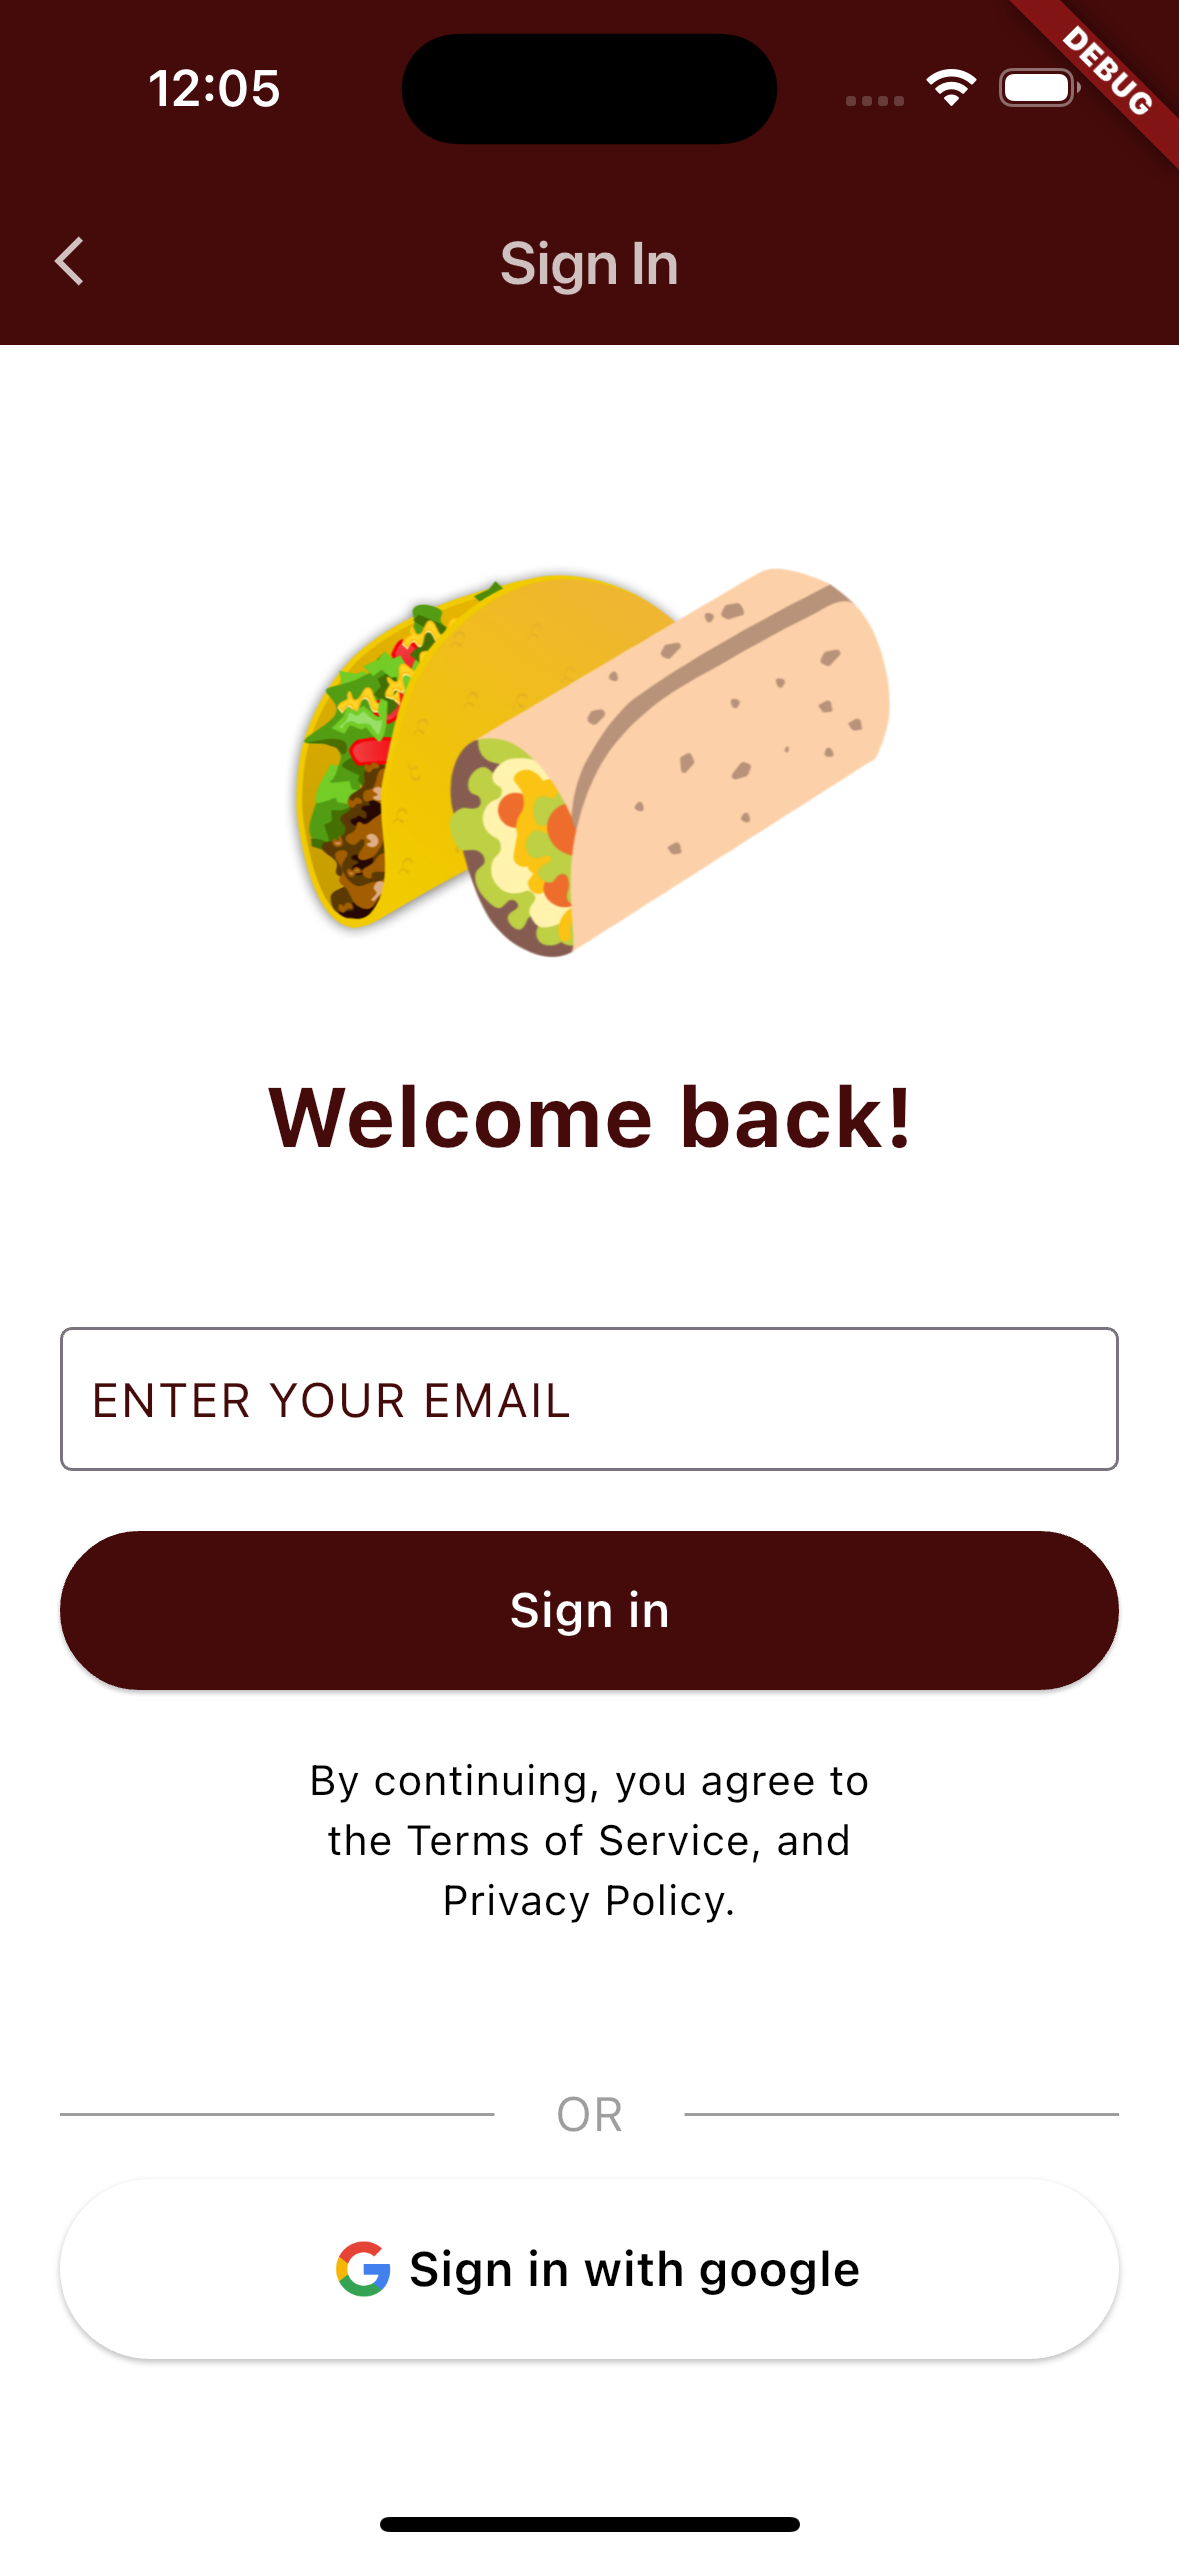 12:05
DEBUG
Sign In
Welcome back!
ENTER YOUR EMAIL
Sign in
By continuing, you agree to
the Terms of Service, and
Privacy Policy.
OR
Sign in with google